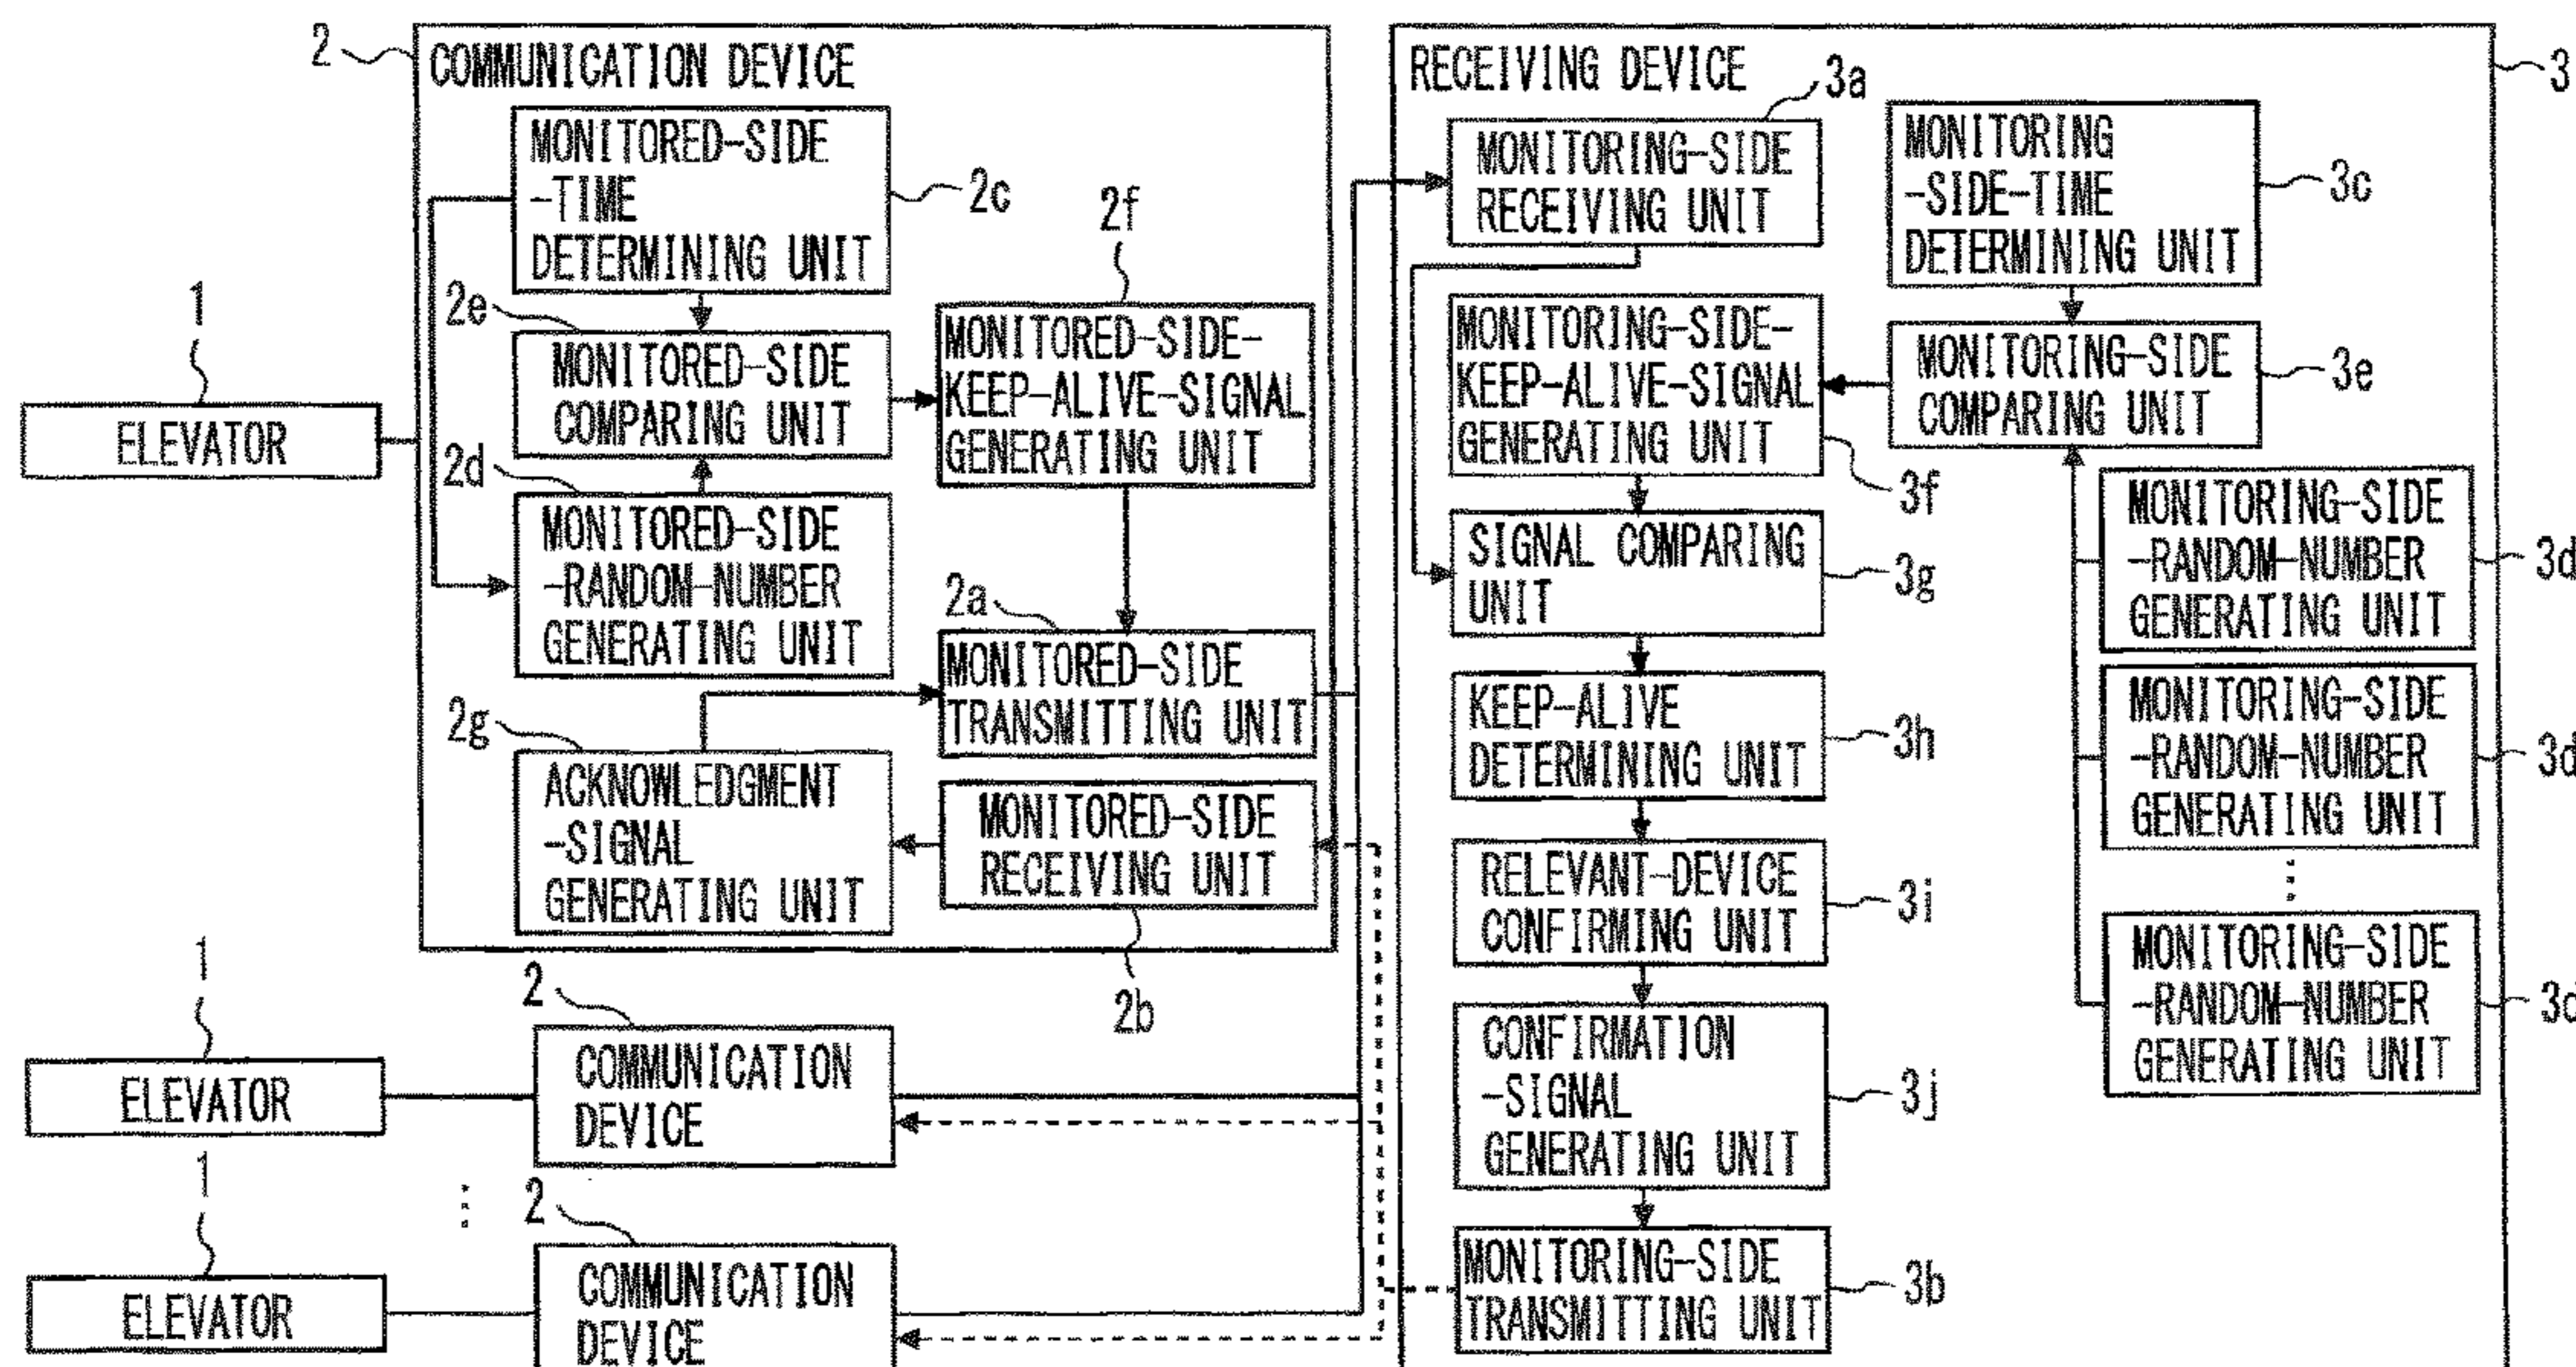 2
COMMUNICATION DEVICE
MONITORED-SIDE
-TIME
DETERMINING UNIT
2c
2e
MONITORED-SIDE
COMPARING UNIT
2f
MONITORED-SIDE-
KEEP-ALIVE-SIGNAL
GENERATING UNIT
1
ELEVATOR
2d
MONITORED-SIDE
-RANDOM-NUMBER
GENERATING UNIT
2a
MONITORED-SIDE
TRANSMITTING UNIT
2g
ACKNOWLEDGMENT
-SIGNAL
GENERATING UNIT
MONITORED-SIDE
RECEIVING UNIT
2b
1
ELEVATOR
2
COMMUNICATION
DEVICE
1
ELEVATOR
2
COMMUNICATION
DEVICE
RECEIVING DEVICE
3
3a
MONITORING-SIDE
RECEIVING UNIT
MONITORING
-SIDE-TIME
DETERMINING UNIT
3c
MONITORING-SIDE-
KEEP-ALIVE-SIGNAL
GENERATING UNIT
3f
MONITORING-SIDE
COMPARING UNIT
3e
SIGNAL COMPARING
UNIT
3g
MONITORING-SIDE
-RANDOM-NUMBER
GENERATING UNIT
3d
KEEP-ALIVE
DETERMINING UNIT
3h
MONITORING-SIDE
-RANDOM-NUMBER
GENERATING UNIT
3d
RELEVANT-DEVICE
CONFIRMING UNIT
3i
MONITORING-SIDE
-RANDOM-NUMBER
GENERATING UNIT
3d
CONFIRMATION
-SIGNAL
GENERATING UNIT
3j
MONITORING-SIDE
TRANSMITTING UNIT
3b